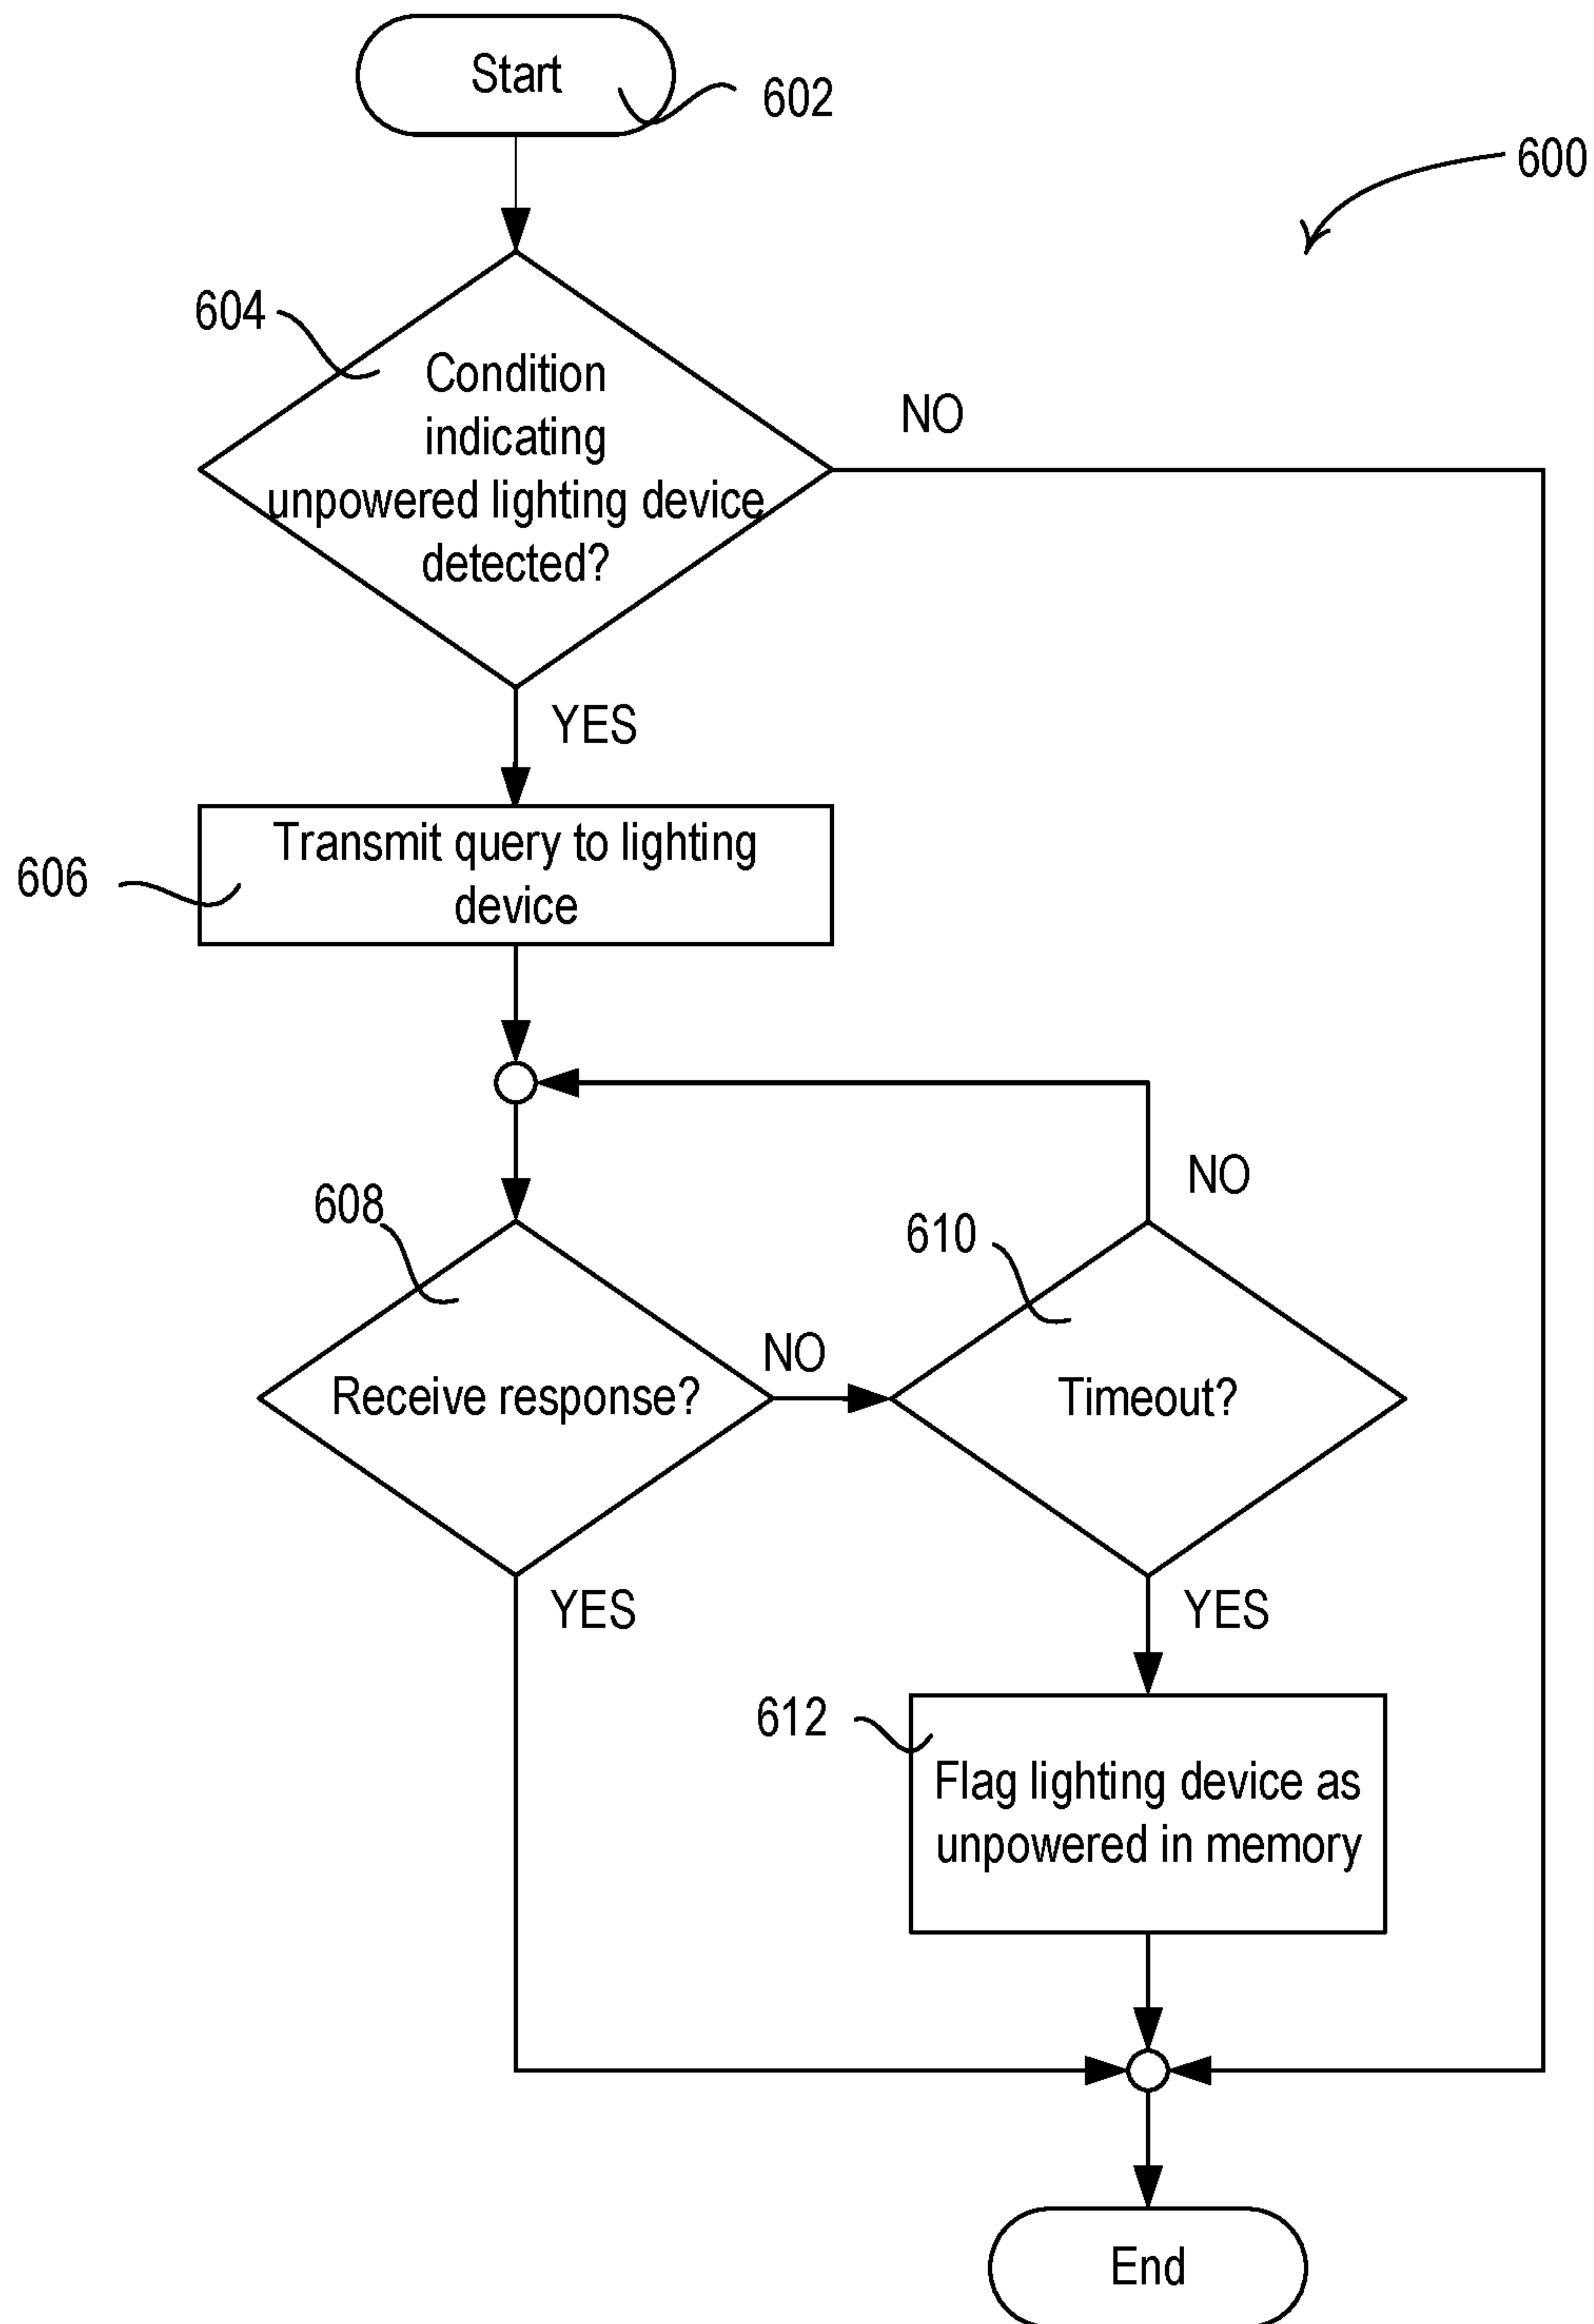 Start
602
600
604
Condition
indicating
unpowered lighting device
detected?
NO
YES
606
Transmit query to lighting
device
608
610
NO
Receive response?
NO
Timeout?
YES
YES
612
Flag lighting device as
unpowered in memory
End